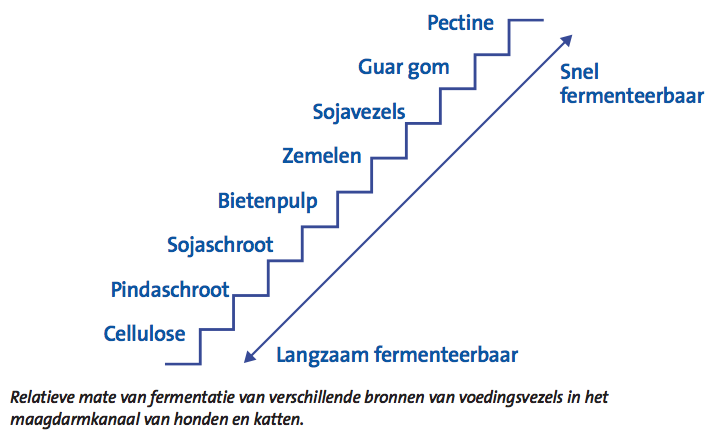 Pectine
Guar gom
Snel
fermenteerbaar
Sojavezels
Zemelen
Bietenpulp
Sojaschroot
Pindaschroot
Cellulose
Langzaam fermenteerbaar
Relatieve mate van fermentatie van verschillende bronnen van voedingsvezels in het
maagdarmkanaal van honden en katten.